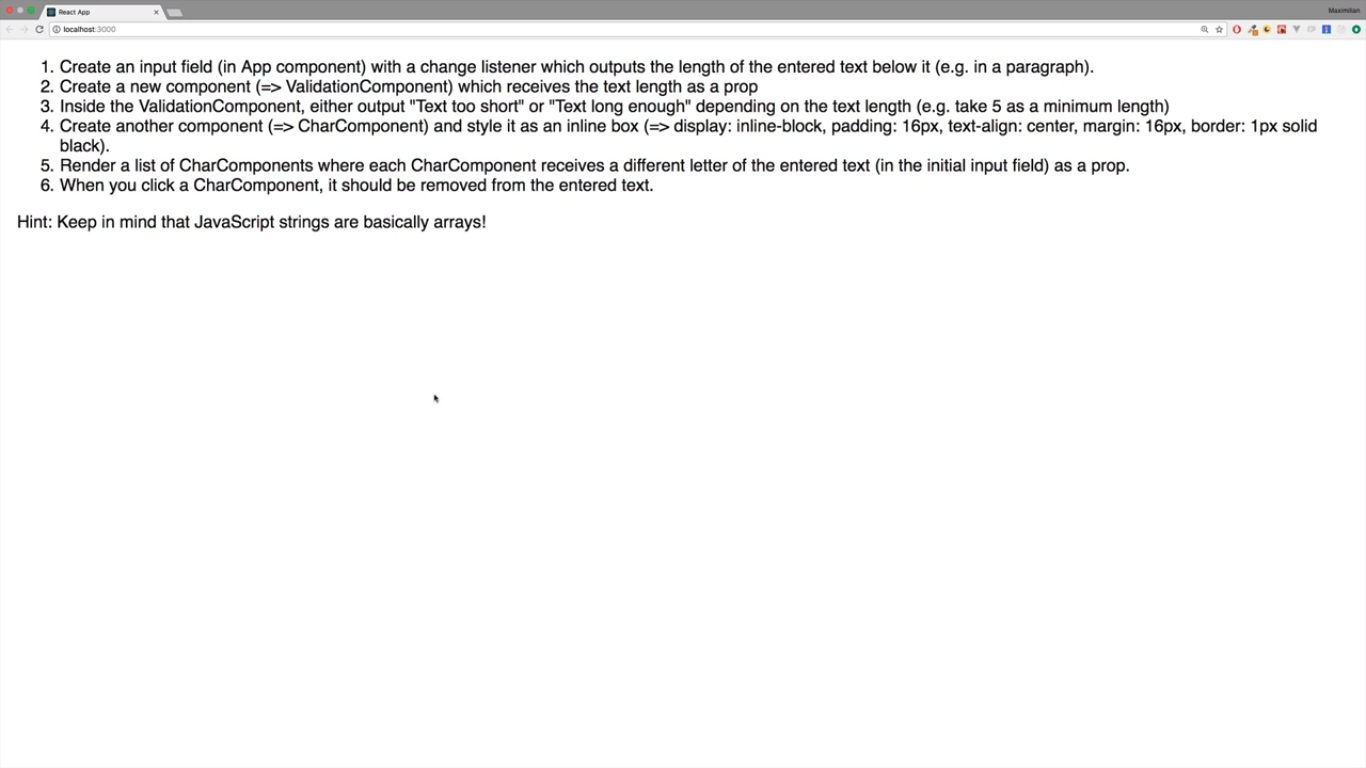 React App
Maximilian
localhost:3000
1. Create an input field (in App component) with a change listener which outputs the length of the entered text below it (e.g. in a paragraph).
2. Create a new component (=> ValidationComponent) which receives the text length as a prop
3. Inside the ValidationComponent, either output "Text too short" or "Text long enough" depending on the text length (e.g. take 5 as a minimum length)
4. Create another component (=> CharComponent) and style it as an inline box (=> display: inline-block, padding: 16px, text-align: center, margin: 16px, border: 1px solid
black).
5. Render a list of CharComponents where each CharComponent receives a different letter of the entered text (in the initial input field) as a prop.
6. When you click a CharComponent, it should be removed from the entered text.
Hint: Keep in mind that JavaScript strings are basically arrays!